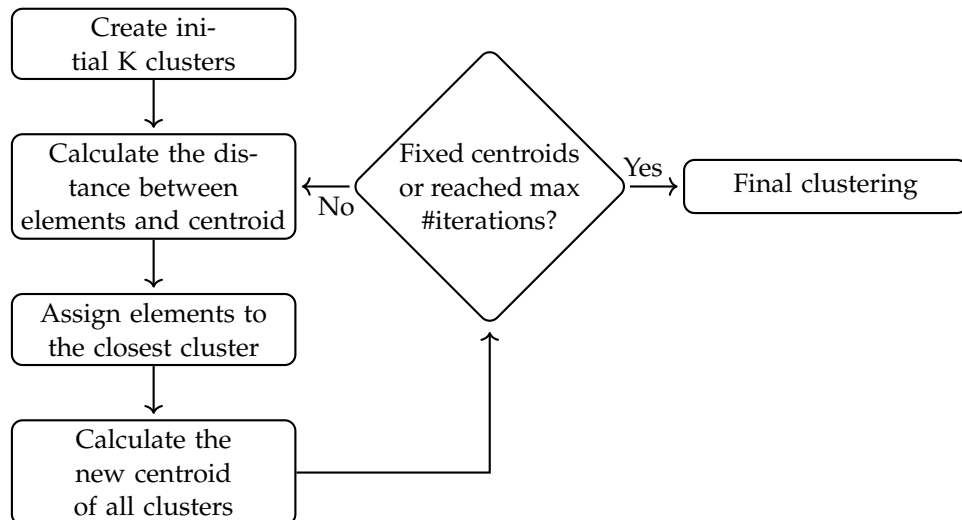 Create ini-
tial K clusters
Calculate the dis-
tance between
elements and centroid
Assign elements to
the closest cluster
Calculate the
new centroid
of all clusters
Fixed centroids
or reached max
#iterations?
No
Yes
Final clustering